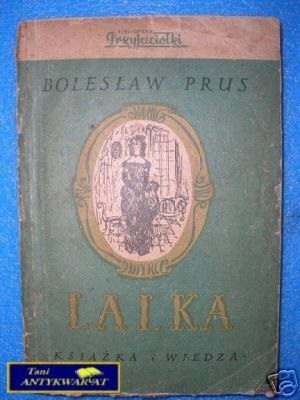 BIBLIOTEKA
Przyjaciółki
BOLESŁAW PRUS
LALKA
KSIĄŻKA i WIEDZA
Tani
ANTYKWARIAT